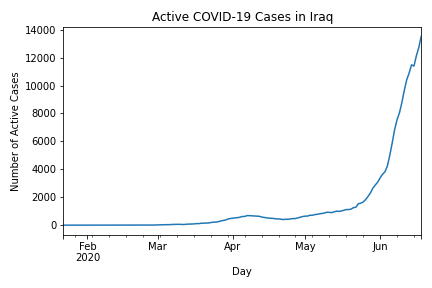 Active COVID-19 Cases in Iraq
14000
12000
10000
8000
6000
4000
2000
0
Number of Active Cases
Feb Mar Apr May Jun
2020
Day